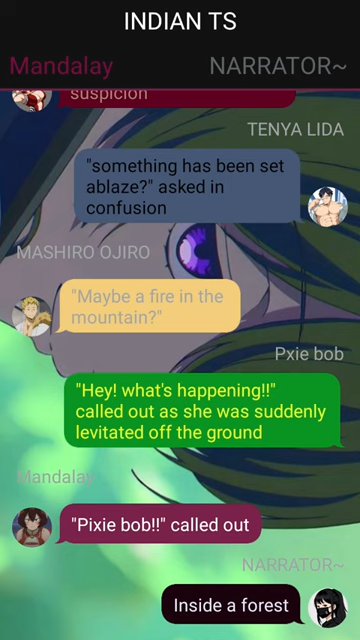 INDIAN TS
Mandalay
NARRATOR~
suspicion
TENYA LIDA
"something has been set
ablaze?" asked in
confusion
MASHIRO OJIRO
"Maybe a fire in the
mountain?"
Pxie bob
"Hey! what's happening!!"
called out as she was suddenly
levitated off the ground
Mandalay
"Pixie bob!!" called out
NARRATOR~
Inside a forest